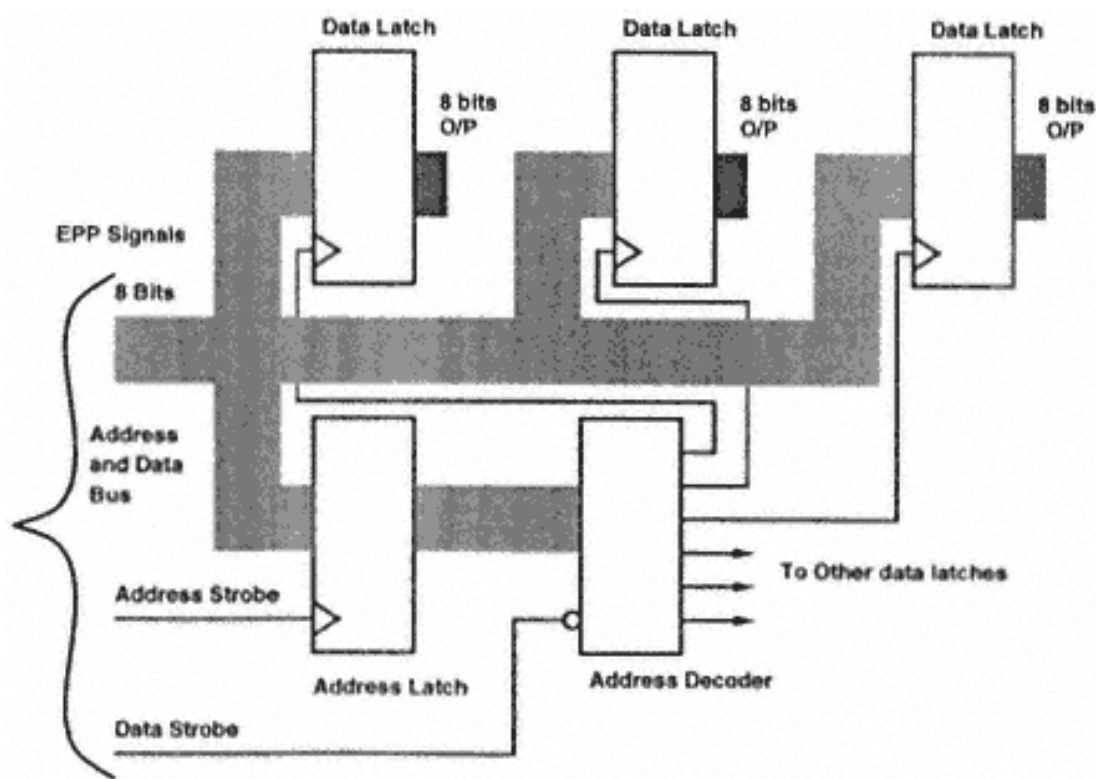 Data Latch
Data Latch
Data Latch
8 bits
O/P
8 bits
O/P
8 bits
O/P
EPP Signals
8 Bits
Address
and Data
Bus
To Other data latches
Address Strobe
Address Latch
Address Decoder
Data Strobe